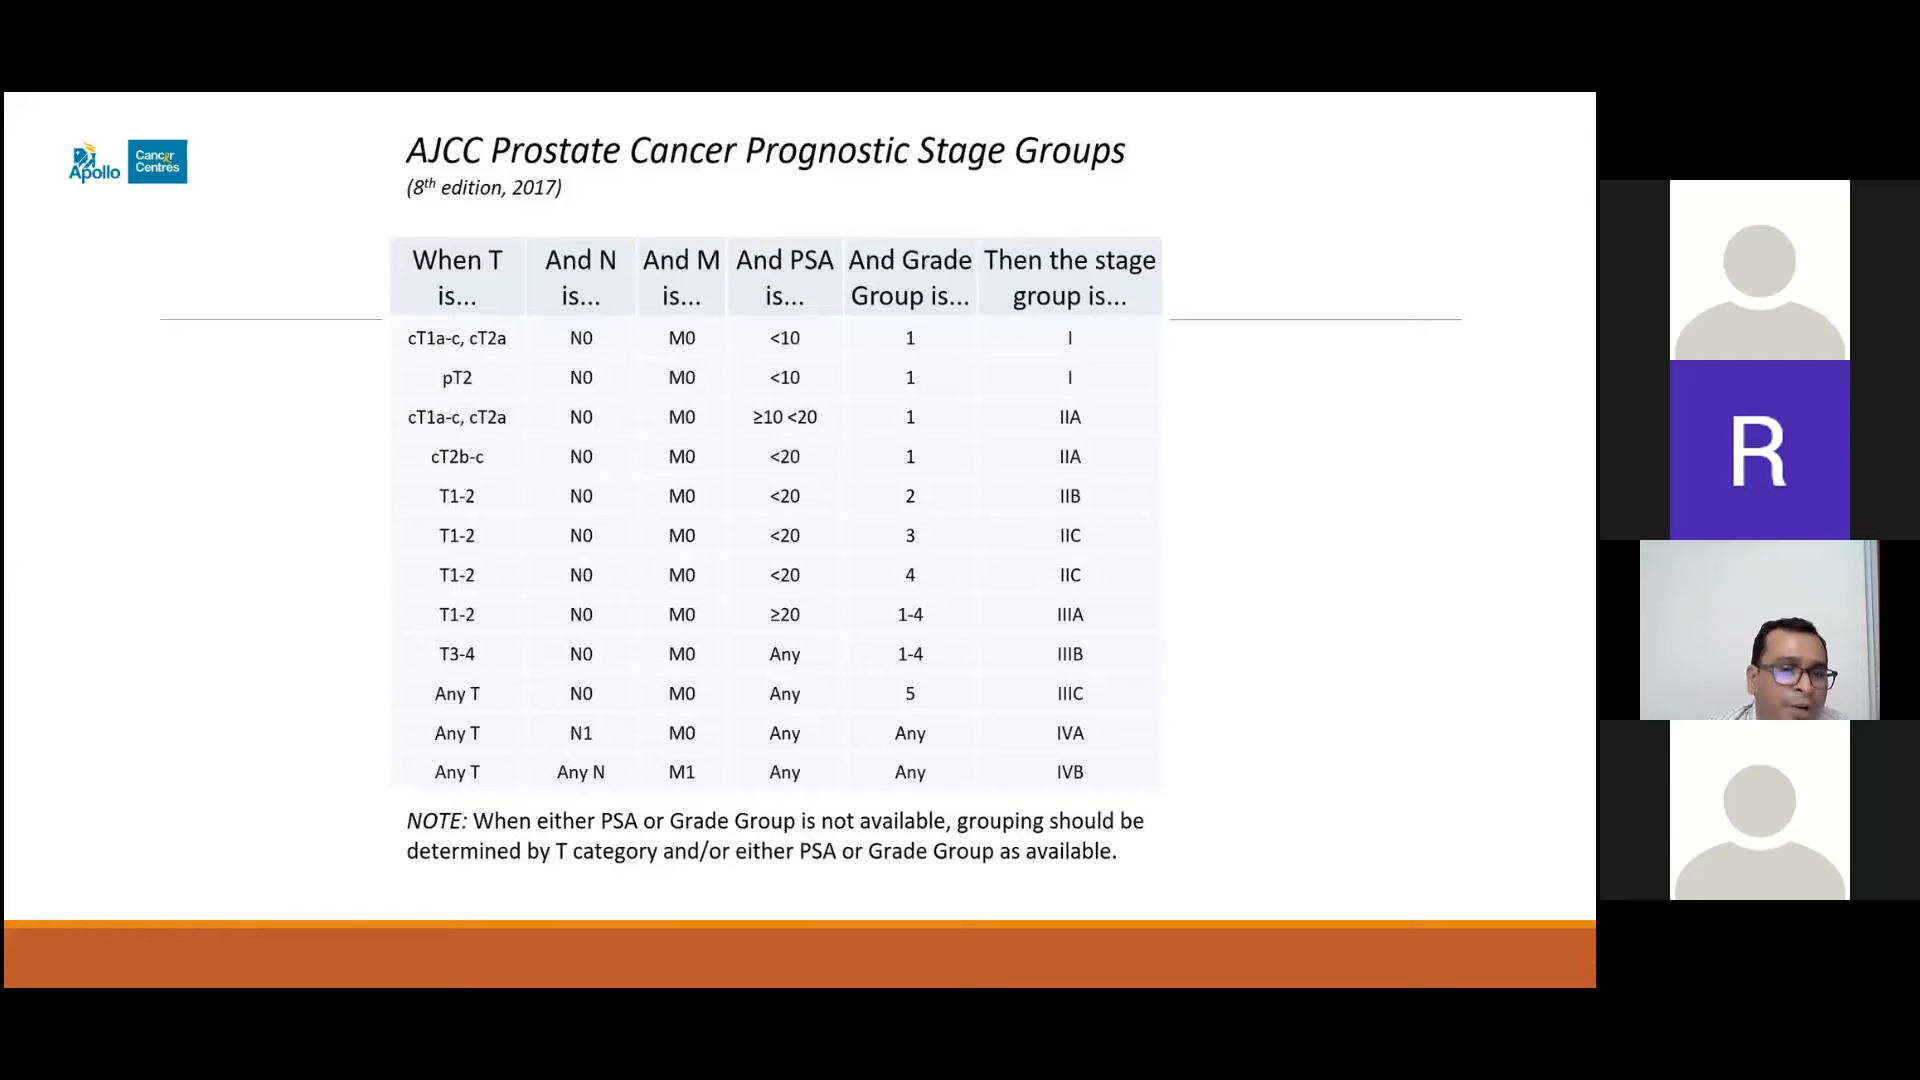 AJCC Prostate Cancer Prognostic Stage Groups
(8th edition, 2017)
Apollo
Cancer
Centres
When T is... And N is... And M is... And PSA is... And Grade Group is... Then the stage group is...
cT1a-c, cT2a N0 M0 <10 1 I
pT2 N0 M0 <10 1 I
cT1a-c, cT2a N0 M0 ≥10 <20 1 IIA
cT2b-c N0 M0 <20 1 IIA
T1-2 N0 M0 <20 2 IIB
T1-2 N0 M0 <20 3 IIC
T1-2 N0 M0 <20 4 IIC
T1-2 N0 M0 ≥20 1-4 IIIA
T3-4 N0 M0 Any 1-4 IIIB
Any T N0 M0 Any 5 IIIC
Any T N1 M0 Any Any IVA
Any T Any N M1 Any Any IVB
NOTE: When either PSA or Grade Group is not available, grouping should be
determined by T category and/or either PSA or Grade Group as available.
R